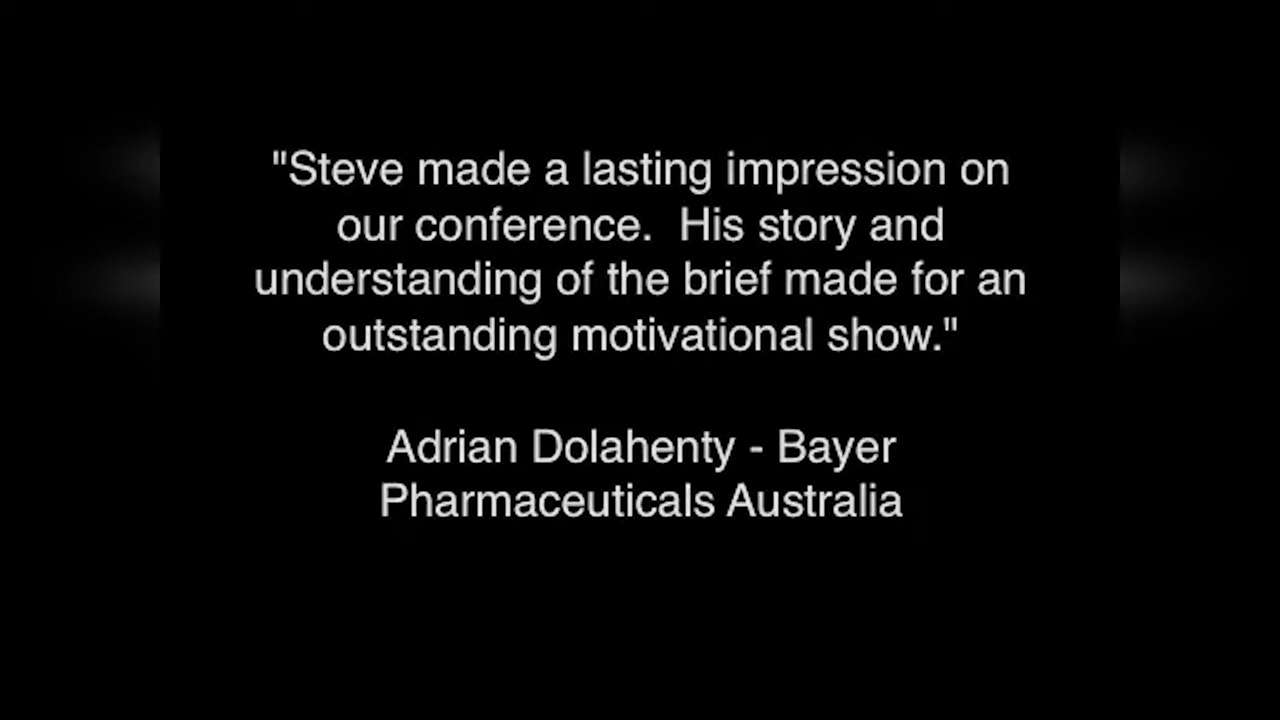 "Steve made a lasting impression on
our conference.  His story and
understanding of the brief made for an
outstanding motivational show."
Adrian Dolahenty - Bayer
Pharmaceuticals Australia